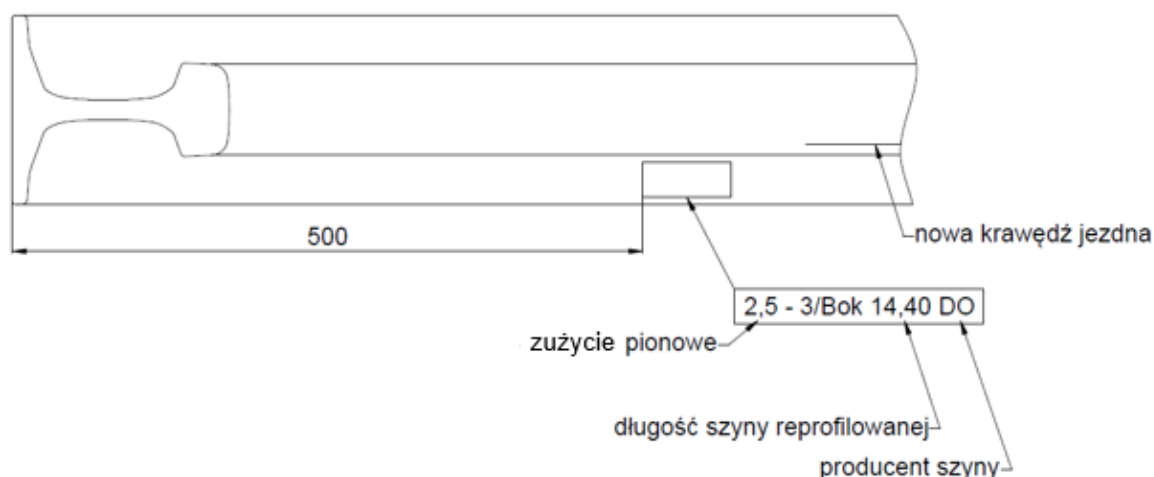 500
nowa krawędź jezdna
2,5 - 3/Bok 14,40 DO
zużycie pionowe
długość szyny reprofilowanej
producent szyny